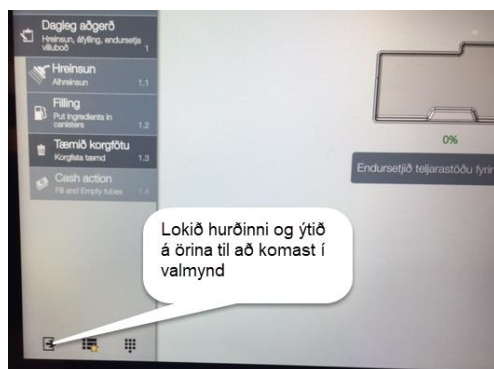 Dagleg aðgerð
Hreinsun, áfylling, endursetja
villuboð 1
Hreinsun
Alhreinsun 1.1
Filling
Put Ingredients in
canisters 1.2
Tæmið korgfötu
Korgfata tæmd 1.3
Cash action
Fill and Empty tubes 1.4
0%
Endursetjið teljarastöðu fyrir
Lokið hurðinni og ýtið
á örina til að komast í
valmynd